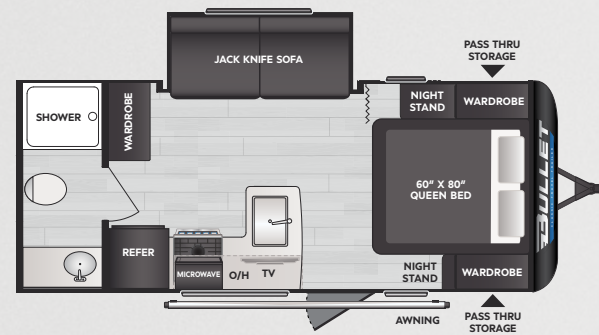 PASS THRU
STORAGE
JACK KNIFE SOFA
SHOWER
WARDROBE
NIGHT
STAND
WARDROBE
60" X 80"
QUEEN BED
BULLET
REFER
MICROWAVE
O/H
TV
NIGHT
STAND
WARDROBE
AWNING
PASS THRU
STORAGE